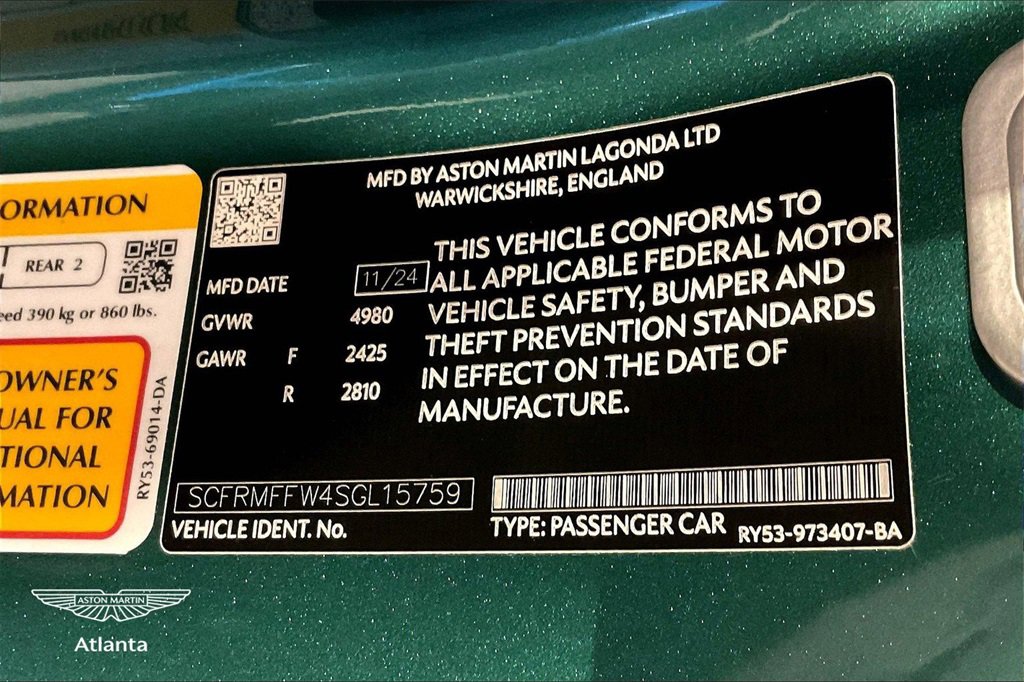 MFD BY ASTON MARTIN LAGONDA LTD
WARWICKSHIRE, ENGLAND
THIS VEHICLE CONFORMS TO
ALL APPLICABLE FEDERAL MOTOR
VEHICLE SAFETY, BUMPER AND
THEFT PREVENTION STANDARDS
IN EFFECT ON THE DATE OF
MANUFACTURE.
MFD DATE 11/24
GVWR 4980
GAWR F 2425
R 2810
SCFRMFFW4SGL15759
VEHICLE IDENT. No.
TYPE: PASSENGER CAR
RY53-973407-BA
ORMATION
REAR 2
eed 390 kg or 860 lbs.
OWNER'S
UAL FOR
TIONAL
MATION
RY53-69014-DA
ASTON MARTIN
Atlanta